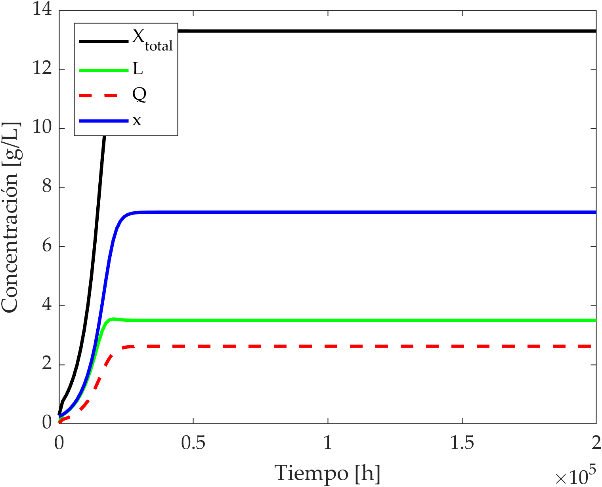 14
12
10
8
6
4
2
0
Concentración [g/L]
X_total
L
Q
x
0 0.5 1 1.5 2
Tiempo [h]
×10^5